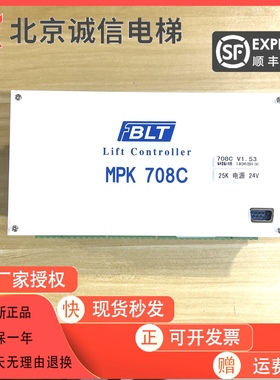 北京诚信电梯
SF
EXPRE
顺丰
BLT
Lift Controller
MPK 708C
708C V1.53
25K 电源 24V
厂家授权
新正品
保一年
天无理由退换
快 现货秒发
正 可开发票
赠 运费